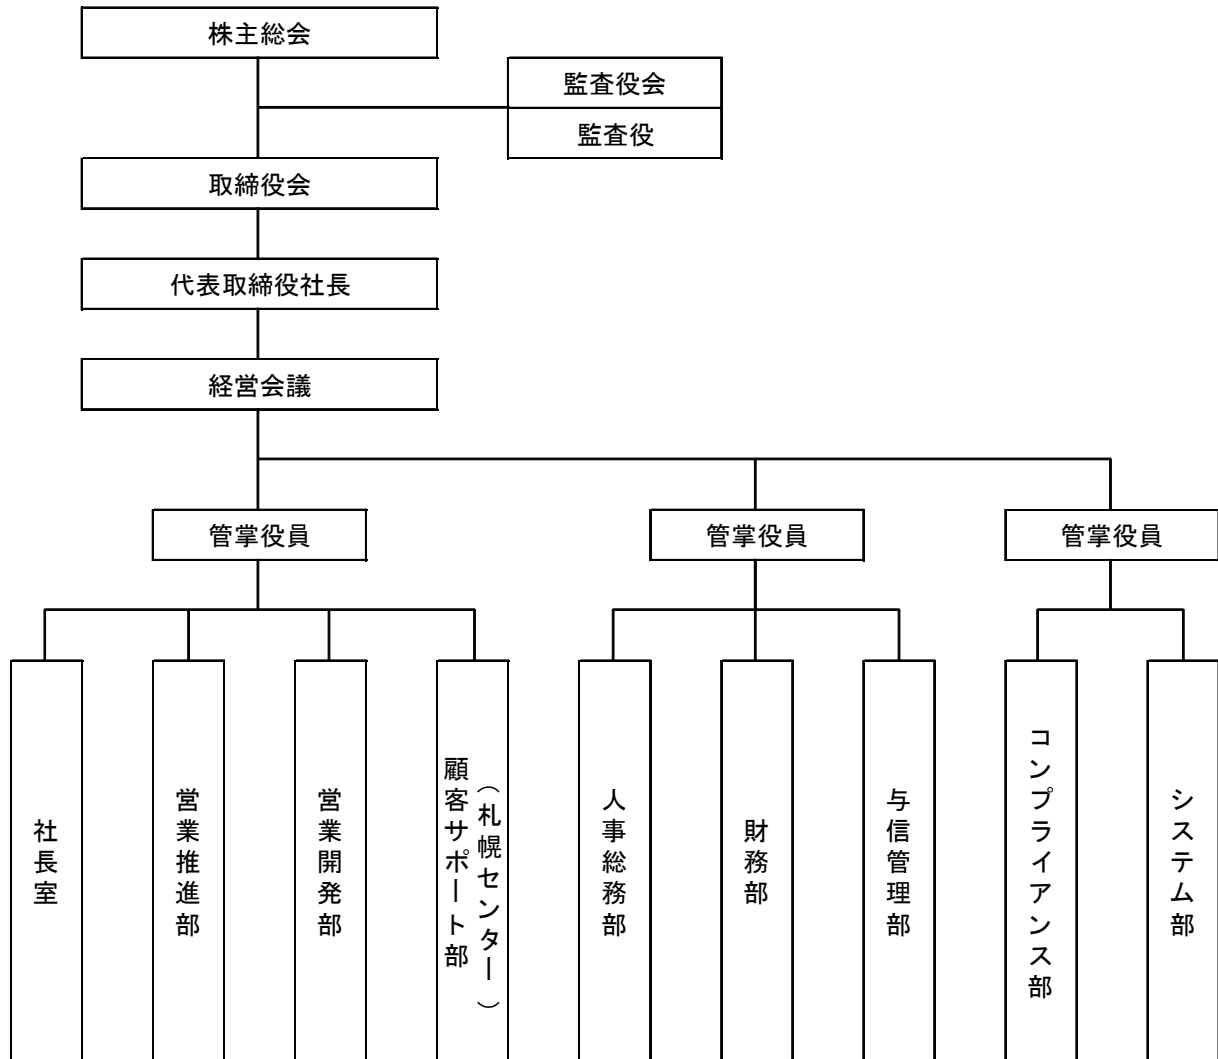 株主総会
監査役会
監査役
取締役会
代表取締役社長
経営会議
管掌役員
管掌役員
管掌役員
社長室
営業推進部
営業開発部
顧客サポート部
（札幌センター）
人事総務部
財務部
与信管理部
コンプライアンス部
システム部